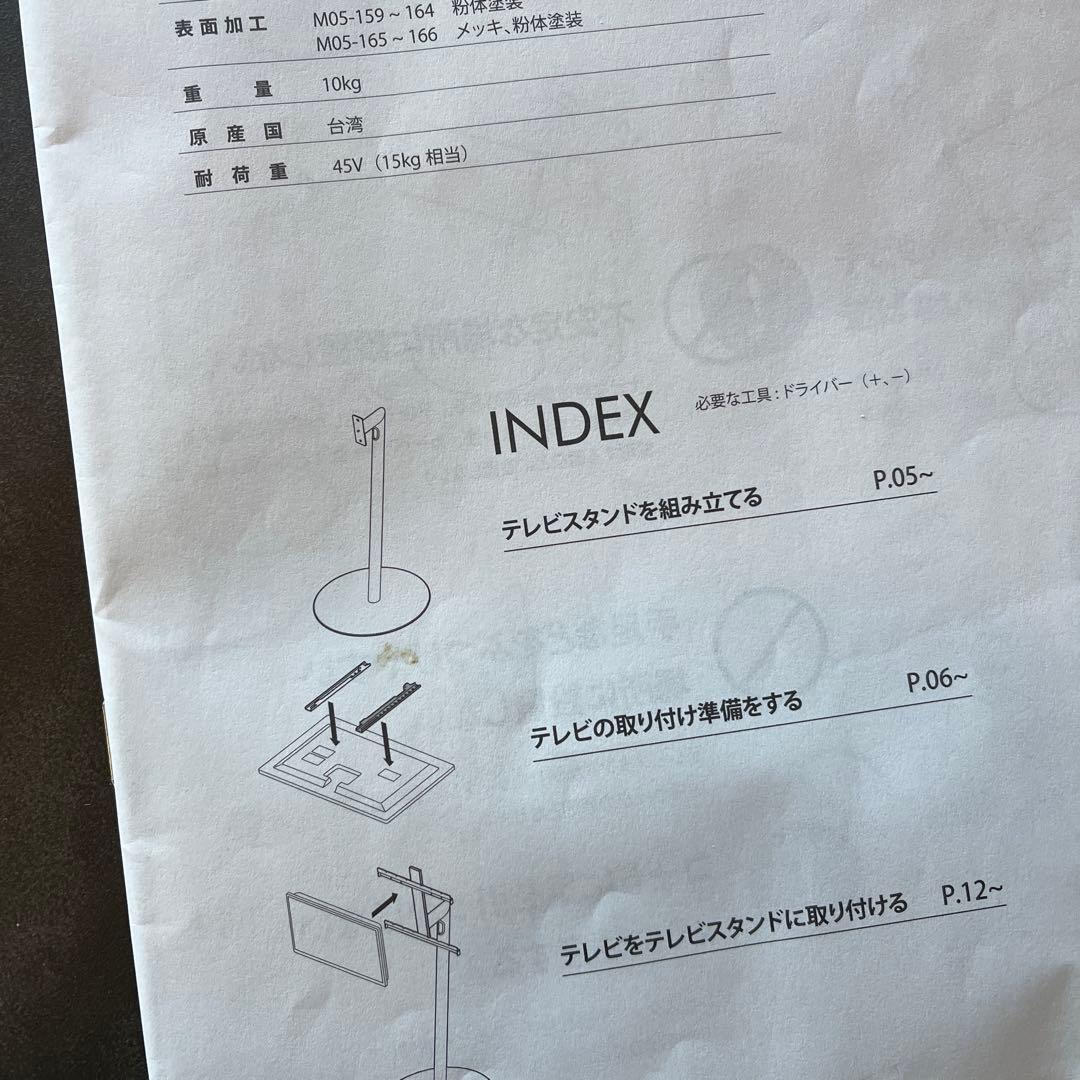 表面加工 M05-159 ~ 164 粉体塗装
M05-165 ~ 166 メッキ、粉体塗装
重量 10kg
原産国 台湾
耐荷重 45V（15kg 相当）
INDEX 必要な工具：ドライバー（＋、－）
テレビスタンドを組み立てる P.05~
テレビの取り付け準備をする P.06~
テレビをテレビスタンドに取り付ける P.12~